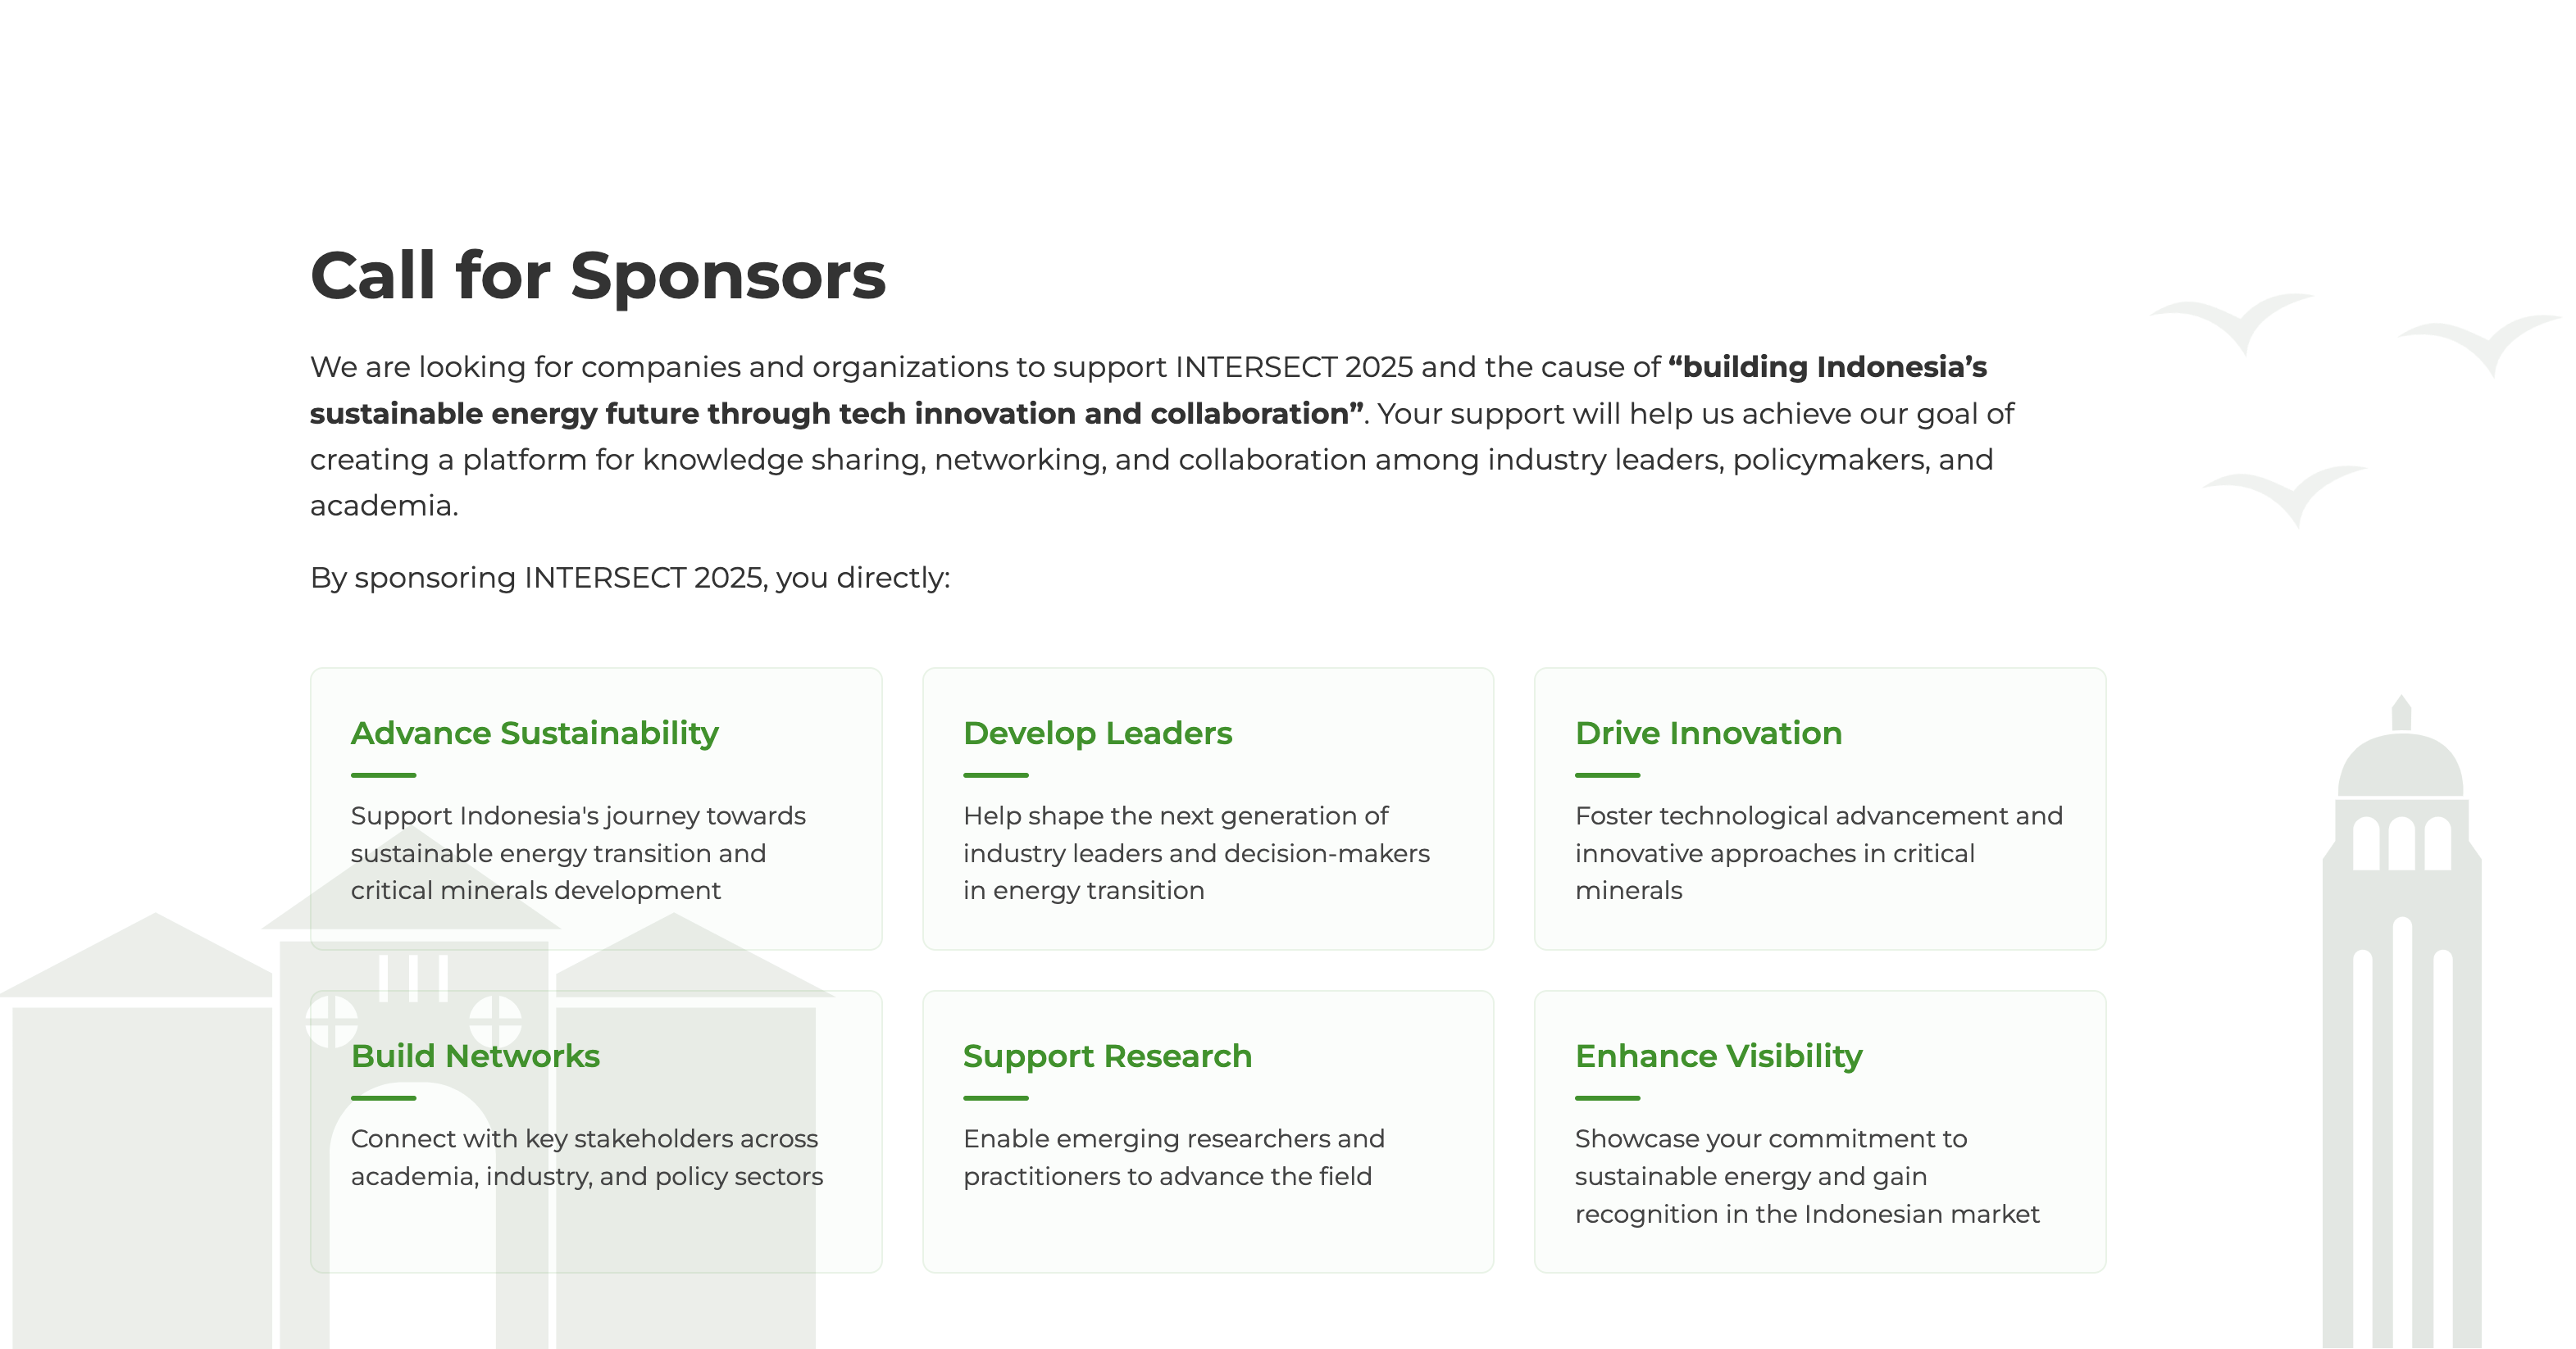 Call for Sponsors
We are looking for companies and organizations to support INTERSECT 2025 and the cause of “building Indonesia’s
sustainable energy future through tech innovation and collaboration”. Your support will help us achieve our goal of
creating a platform for knowledge sharing, networking, and collaboration among industry leaders, policymakers, and
academia.
By sponsoring INTERSECT 2025, you directly:
Advance Sustainability
Support Indonesia's journey towards
sustainable energy transition and
critical minerals development
Develop Leaders
Help shape the next generation of
industry leaders and decision-makers
in energy transition
Drive Innovation
Foster technological advancement and
innovative approaches in critical
minerals
Build Networks
Connect with key stakeholders across
academia, industry, and policy sectors
Support Research
Enable emerging researchers and
practitioners to advance the field
Enhance Visibility
Showcase your commitment to
sustainable energy and gain
recognition in the Indonesian market